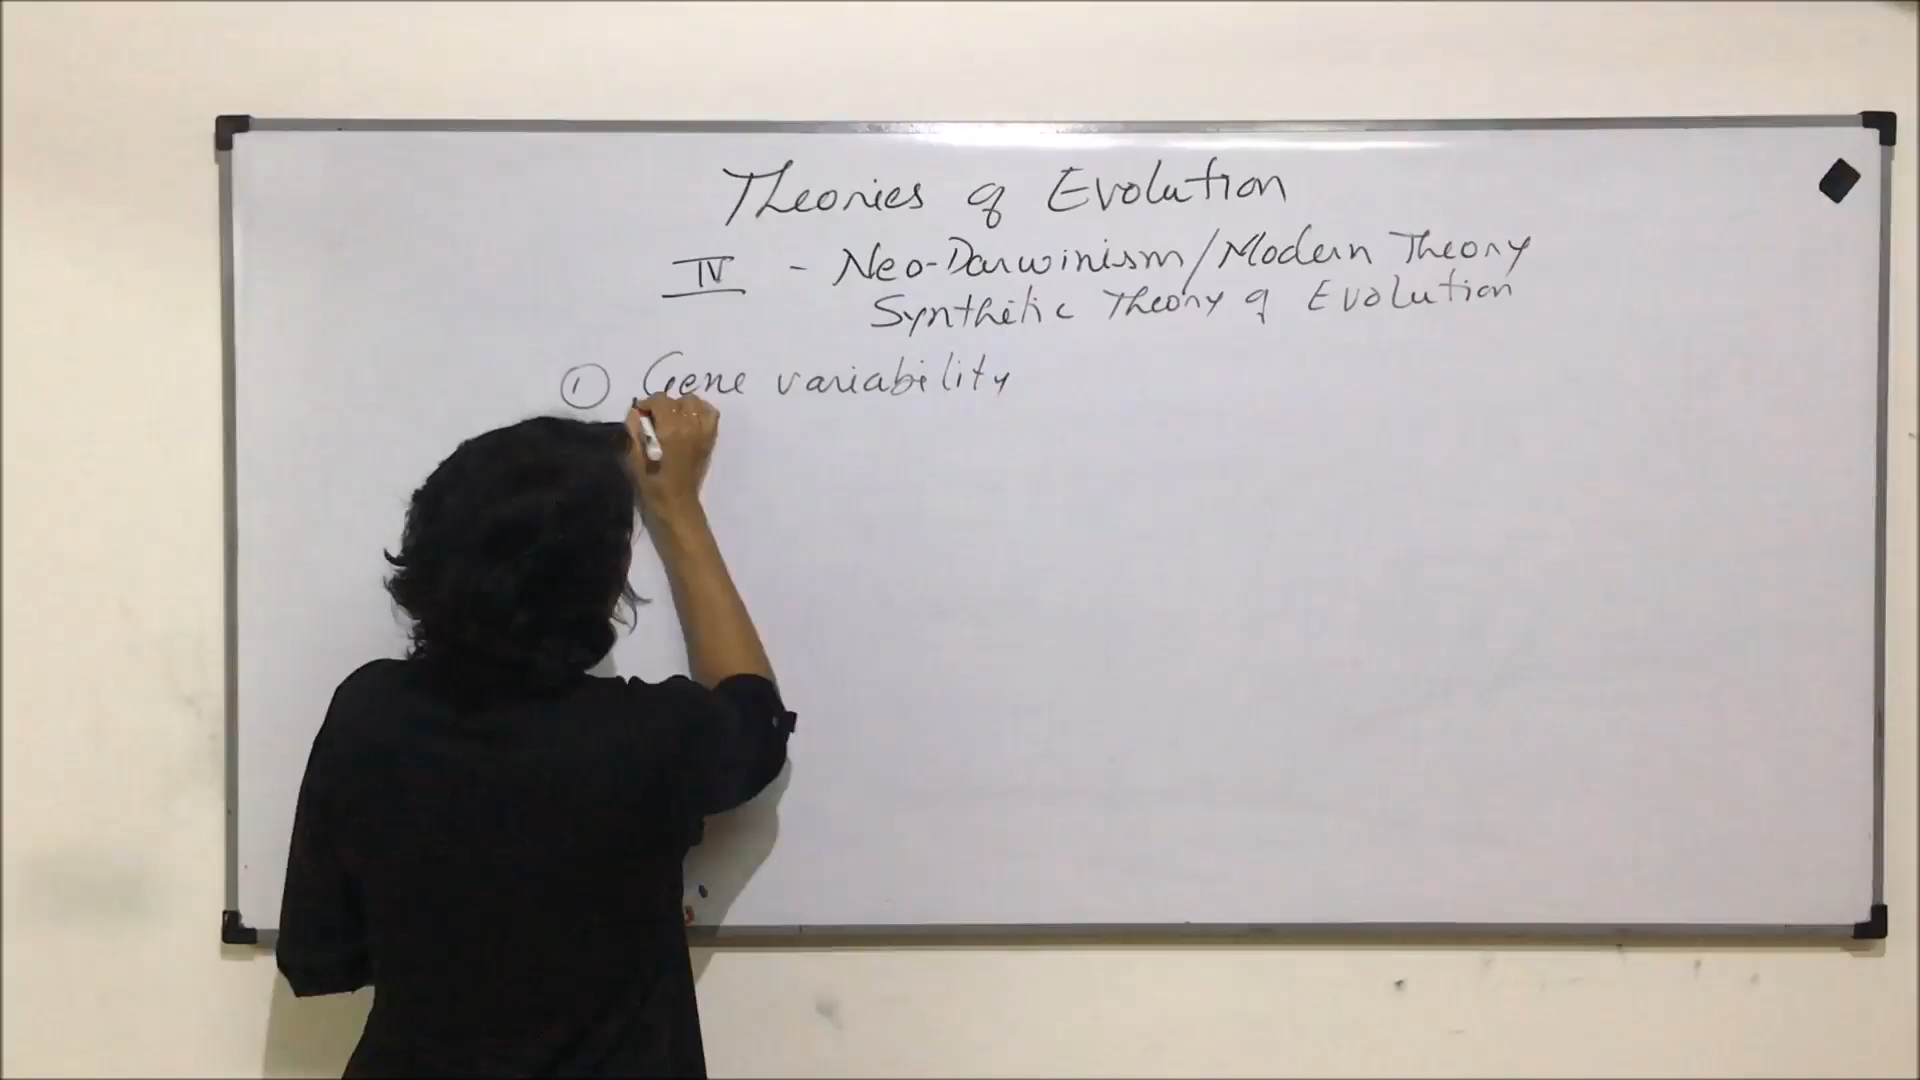 Theories of Evolution
IV - Neo-Darwinism/Modern Theory
Synthetic Theory of Evolution
① Gene variability